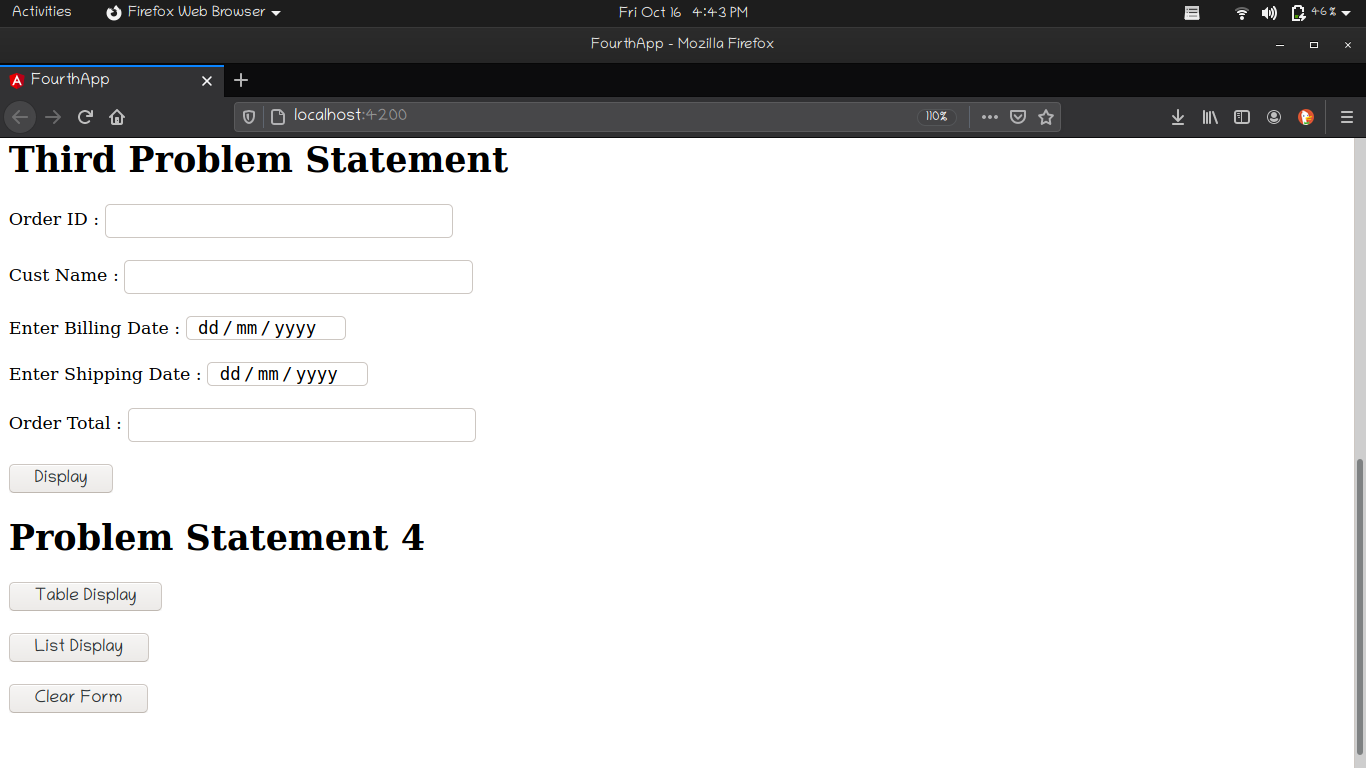 Activities Firefox Web Browser Fri Oct 16 4:43 PM 46%
FourthApp - Mozilla Firefox
FourthApp
localhost:4200 110%
Third Problem Statement
Order ID :
Cust Name :
Enter Billing Date : dd / mm / yyyy
Enter Shipping Date : dd / mm / yyyy
Order Total :
Display
Problem Statement 4
Table Display
List Display
Clear Form